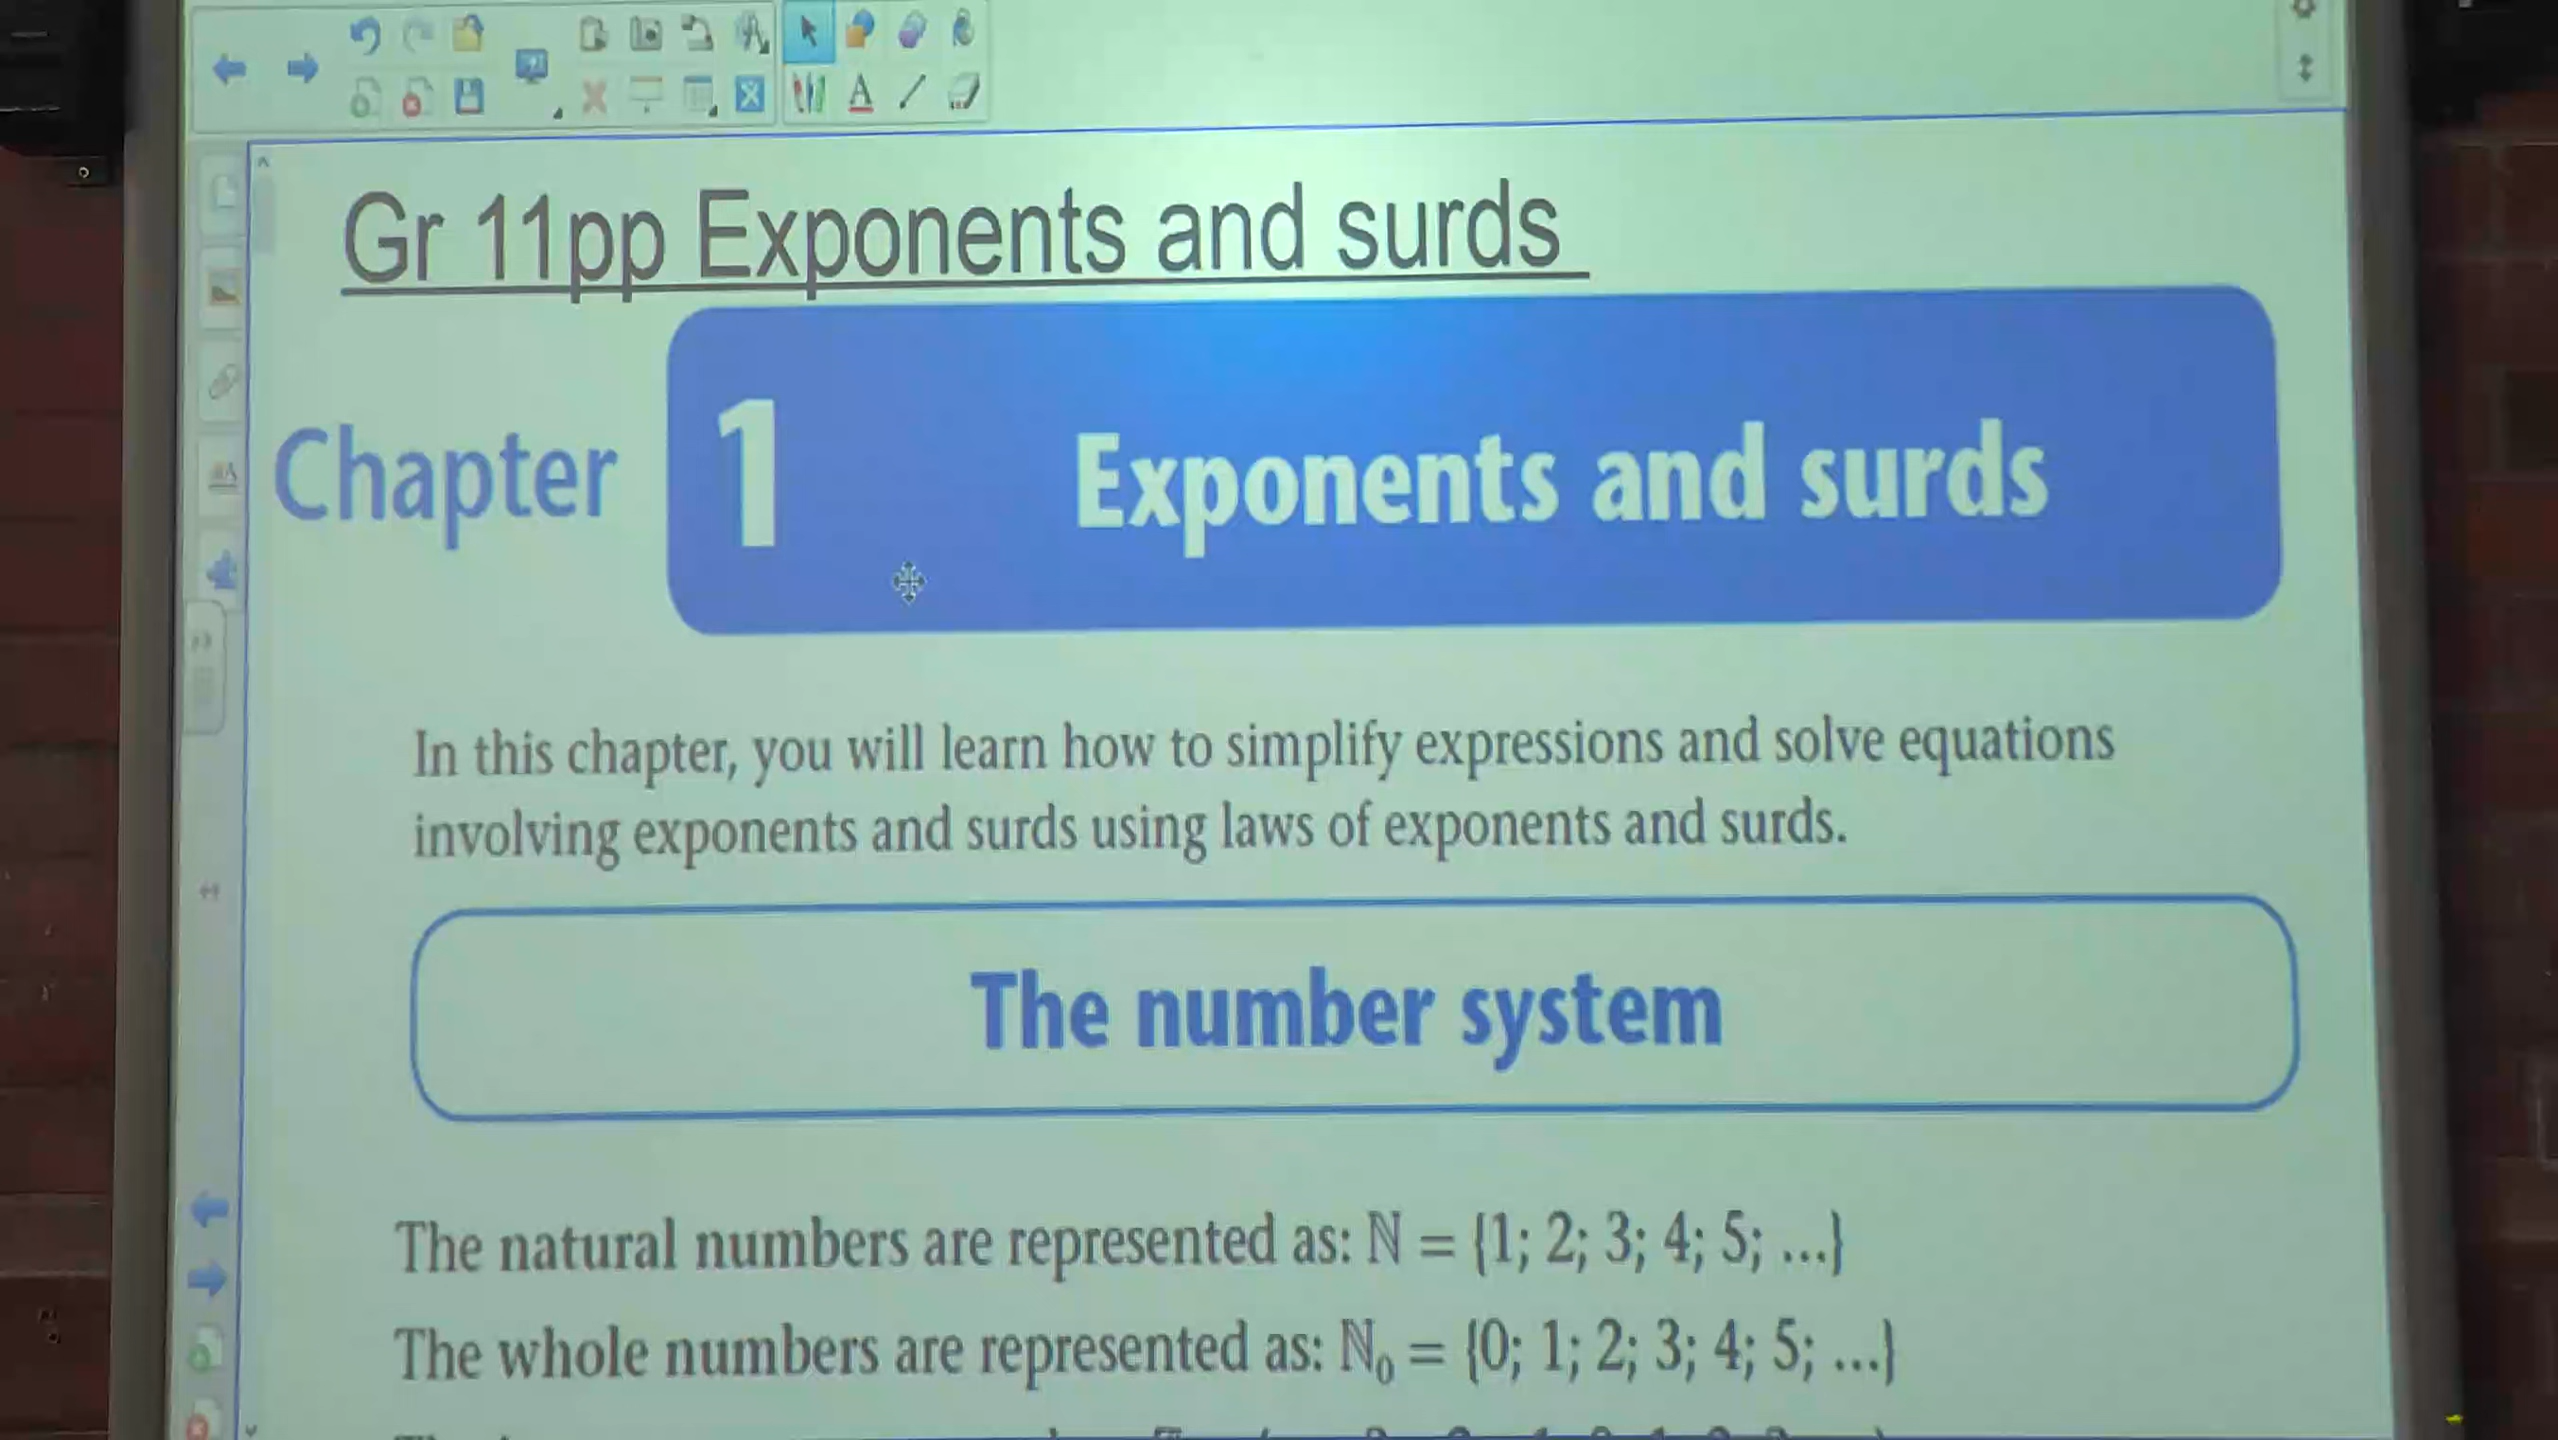 Gr 11pp Exponents and surds
Chapter 1 Exponents and surds
In this chapter, you will learn how to simplify expressions and solve equations
involving exponents and surds using laws of exponents and surds.
The number system
The natural numbers are represented as: ℕ = {1; 2; 3; 4; 5; ...}
The whole numbers are represented as: ℕ₀ = {0; 1; 2; 3; 4; 5; ...}